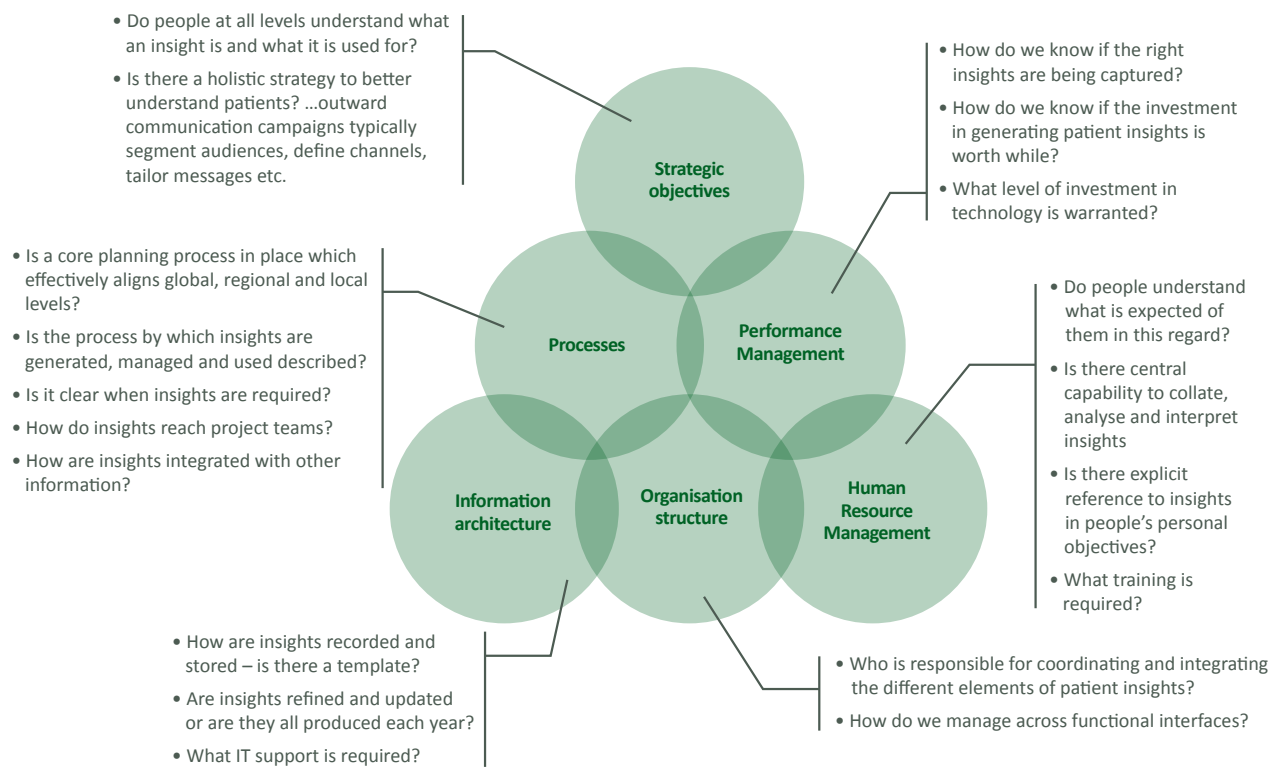 • Do people at all levels understand what
an insight is and what it is used for?
• Is there a holistic strategy to better
understand patients? ...outward
communication campaigns typically
segment audiences, define channels,
tailor messages etc.
• How do we know if the right
insights are being captured?
• How do we know if the investment
in generating patient insights is
worth while?
• What level of investment in
technology is warranted?
Strategic
objectives
• Is a core planning process in place which
effectively aligns global, regional and local
levels?
• Is the process by which insights are
generated, managed and used described?
• Is it clear when insights are required?
• How do insights reach project teams?
• How are insights integrated with other
information?
Processes
Performance
Management
• Do people understand
what is expected of
them in this regard?
• Is there central
capability to collate,
analyse and interpret
insights
• Is there explicit
reference to insights
in people’s personal
objectives?
• What training is
required?
Information
architecture
Organisation
structure
Human
Resource
Management
• How are insights recorded and
stored – is there a template?
• Are insights refined and updated
or are they all produced each year?
• What IT support is required?
• Who is responsible for coordinating and integrating
the different elements of patient insights?
• How do we manage across functional interfaces?